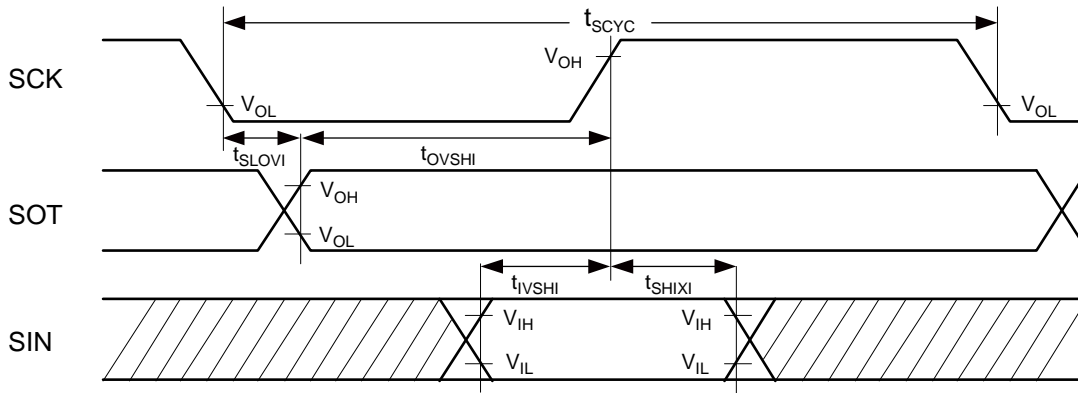 tSCYC
SCK
VOH
VOL
VOL
tSLOVI
tOVSHI
SOT
VOH
VOL
tIVSHI
tSHIXI
SIN
VIH
VIH
VIL
VIL